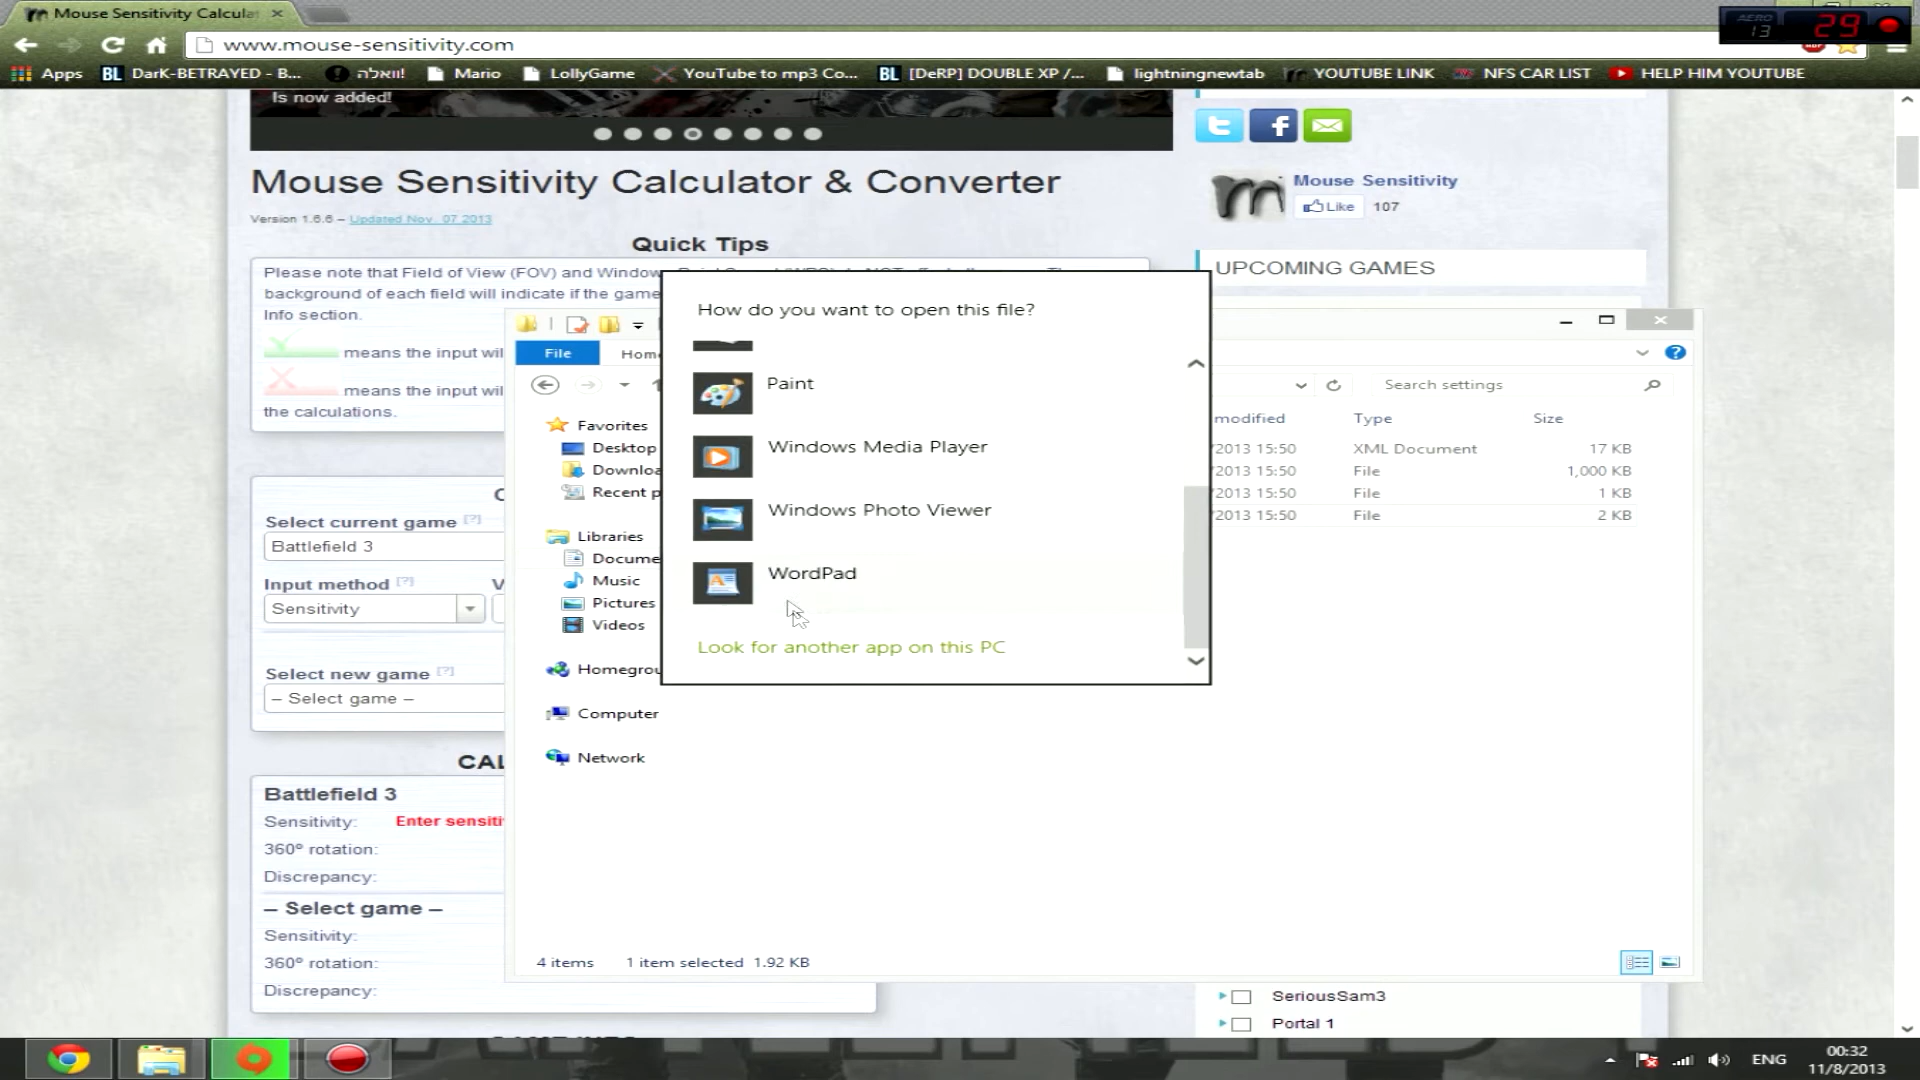 Mouse Sensitivity Calcula
AERO
13
29
www.mouse-sensitivity.com
Apps
BL DarK-BETRAYED - B...
וואלה!
Mario
LollyGame
YouTube to mp3 Co...
BL [DeRP] DOUBLE XP /...
lightningnewtab
YOUTUBE LINK
NFS CAR LIST
HELP HIM YOUTUBE
Is now added!
Mouse Sensitivity Calculator & Converter
Version 1.6.6 – Updated Nov. 07 2013
Mouse Sensitivity
Like 107
Quick Tips
Please note that Field of View (FOV) and Window
background of each field will indicate if the game
Info section.
means the input wil
means the input wil
the calculations.
UPCOMING GAMES
Select current game [?]
Battlefield 3
Input method [?]
Sensitivity
Select new game [?]
– Select game –
CAL
Battlefield 3
Sensitivity: Enter sensiti
360º rotation:
Discrepancy:
– Select game –
Sensitivity:
360º rotation:
Discrepancy:
How do you want to open this file?
Paint
Windows Media Player
Windows Photo Viewer
WordPad
Look for another app on this PC
File
Hom
Search settings
Favorites
Desktop
Downloa
Recent p
Libraries
Docume
Music
Pictures
Videos
Homegrou
Computer
Network
modified Type Size
2013 15:50 XML Document 17 KB
2013 15:50 File 1,000 KB
2013 15:50 File 1 KB
2013 15:50 File 2 KB
4 items 1 item selected 1.92 KB
SeriousSam3
Portal 1
ENG
00:32
11/8/2013